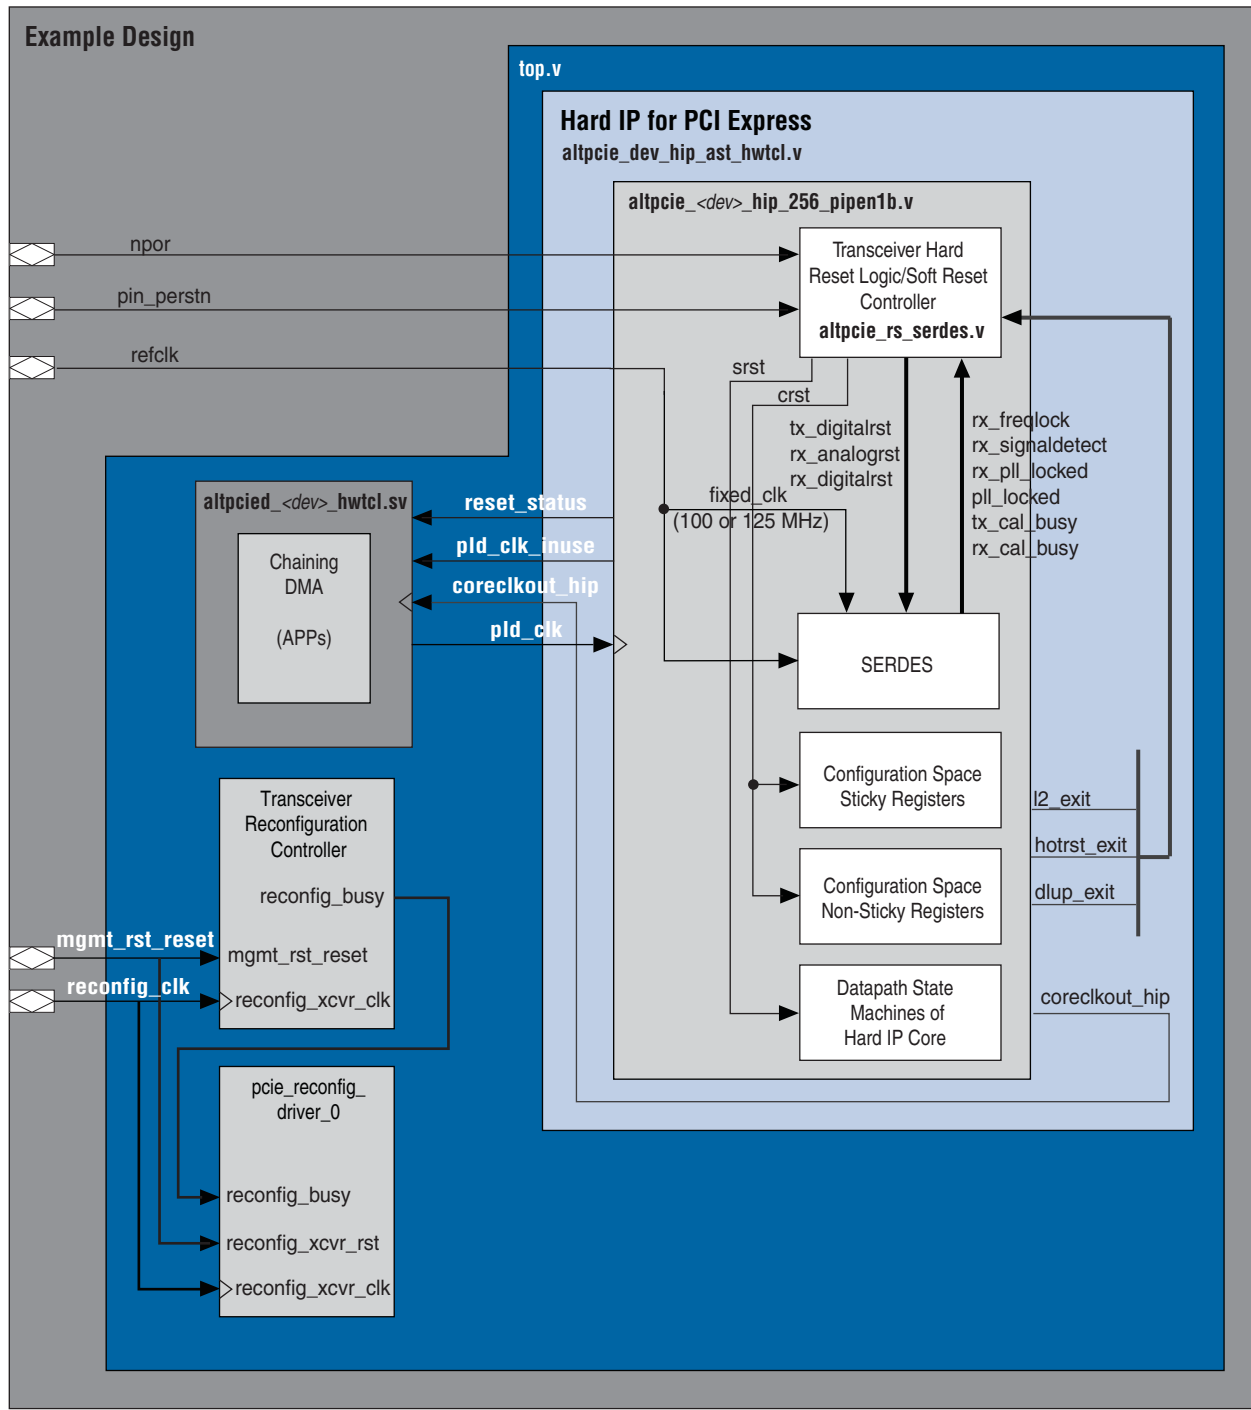 Example Design
top.v
Hard IP for PCI Express
altpcie_dev_hip_ast_hwtcl.v
altpcie_<dev>_hip_256_pipen1b.v
npor
pin_perstn
refclk
Transceiver Hard
Reset Logic/Soft Reset
Controller
altpcie_rs_serdes.v
srst
crst
tx_digitalrst
rx_analogrst
rx_digitalrst
rx_freqlock
rx_signaldetect
rx_pll_locked
pll_locked
tx_cal_busy
rx_cal_busy
fixed_clk
(100 or 125 MHz)
altpcied_<dev>_hwtcl.sv
Chaining
DMA
(APPs)
reset_status
pld_clk_inuse
coreclkout_hip
pld_clk
SERDES
Configuration Space
Sticky Registers
Configuration Space
Non-Sticky Registers
Datapath State
Machines of
Hard IP Core
l2_exit
hotrst_exit
dlup_exit
coreclkout_hip
Transceiver
Reconfiguration
Controller
reconfig_busy
mgmt_rst_reset
reconfig_xcvr_clk
mgmt_rst_reset
reconfig_clk
pcie_reconfig_
driver_0
reconfig_busy
reconfig_xcvr_rst
reconfig_xcvr_clk